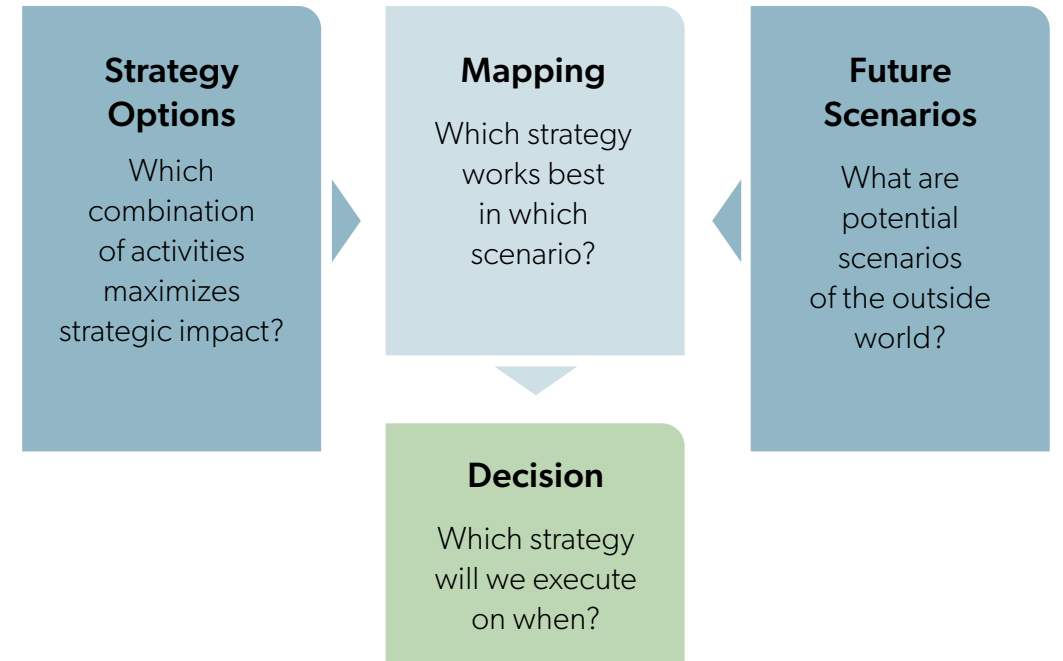 Strategy
Options
Which
combination
of activities
maximizes
strategic impact?
Mapping
Which strategy
works best
in which
scenario?
Future
Scenarios
What are
potential
scenarios
of the outside
world?
Decision
Which strategy
will we execute
on when?